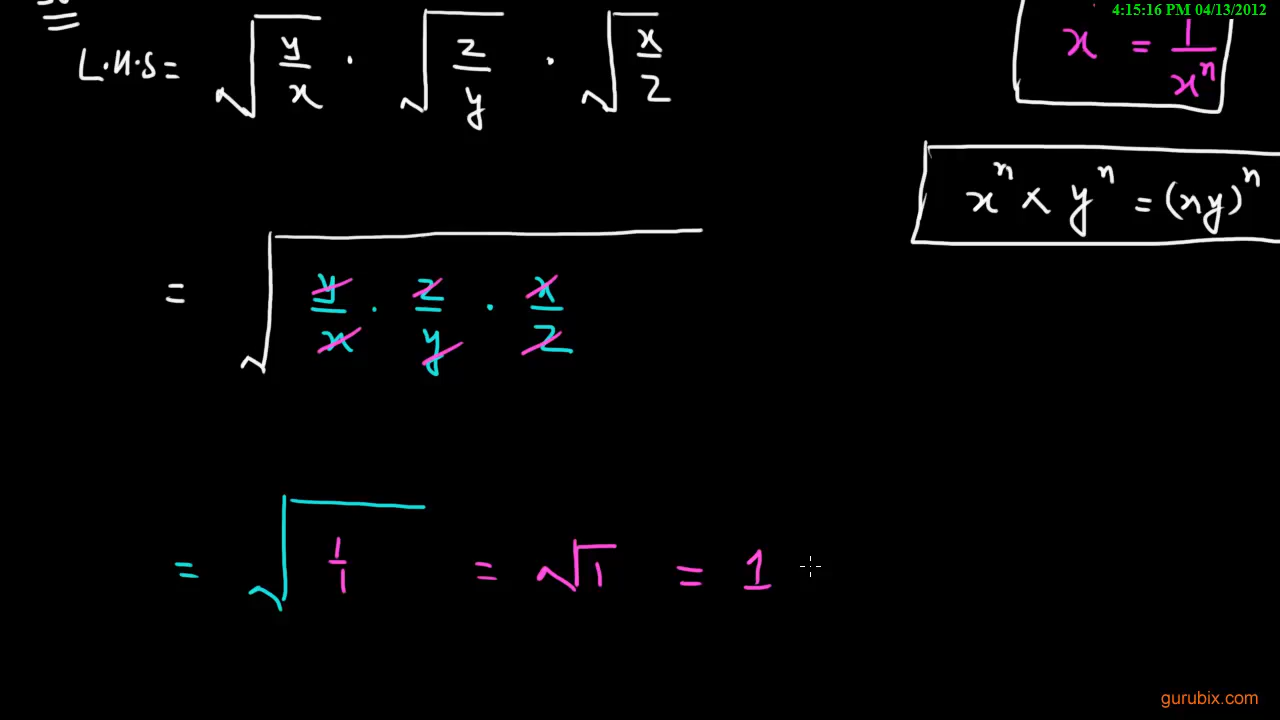 4:15:16 PM 04/13/2012
L.H.S = √(y/x) · √(z/y) · √(x/z)
x = 1/xⁿ
xⁿ × yⁿ = (xy)ⁿ
= √(y/x · z/y · x/z)
= √(1/1) = √1 = 1
gurubix.com